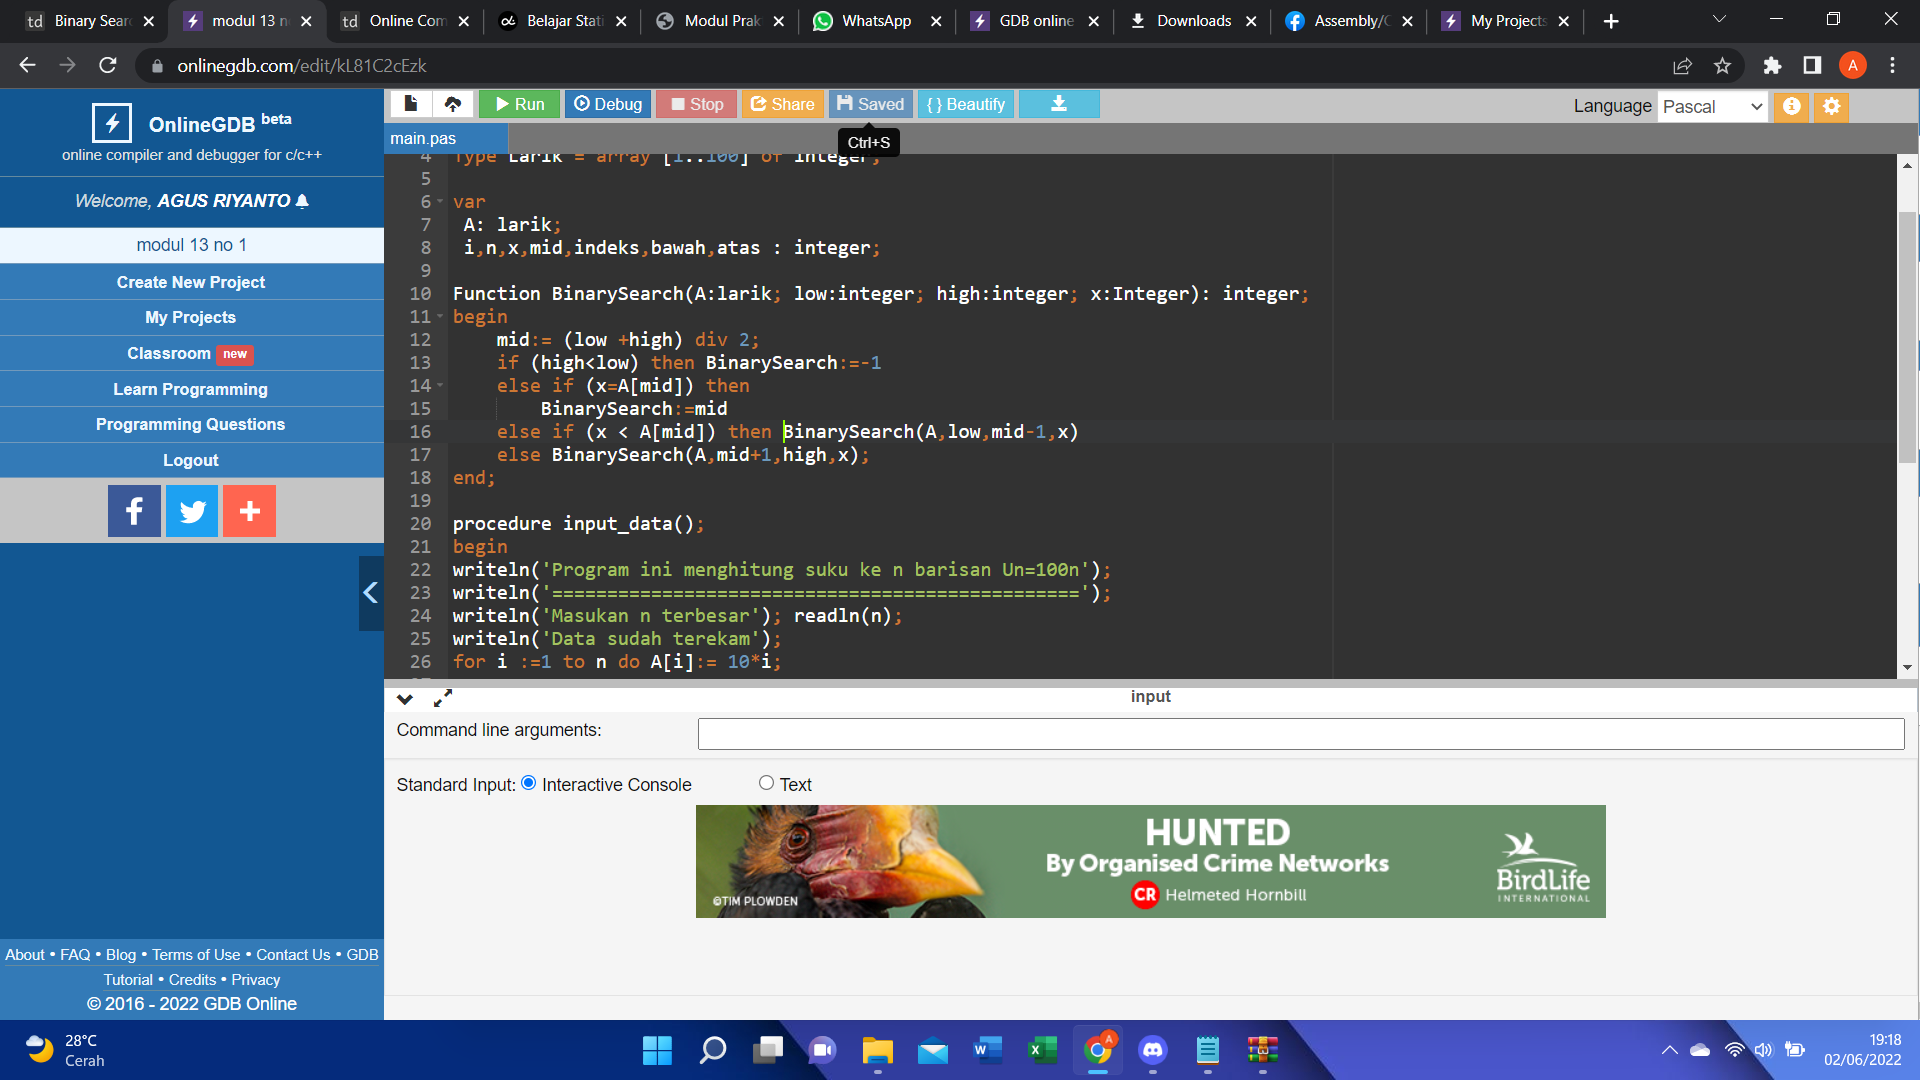 Binary Sear
modul 13 n
Online Com
Belajar Stati
Modul Prak
WhatsApp
GDB online
Downloads
Assembly/C
My Projects
onlinegdb.com/edit/kL81C2cEzk
OnlineGDB beta
online compiler and debugger for c/c++
Welcome, AGUS RIYANTO
modul 13 no 1
Create New Project
My Projects
Classroom new
Learn Programming
Programming Questions
Logout
About • FAQ • Blog • Terms of Use • Contact Us • GDB
Tutorial • Credits • Privacy
© 2016 - 2022 GDB Online
Run Debug Stop Share Saved {} Beautify
Language Pascal
Ctrl+S
main.pas
4 Type Larik = array [1..100] of integer;
5
6 var
7 A: larik;
8 i,n,x,mid,indeks,bawah,atas : integer;
9
10 Function BinarySearch(A:larik; low:integer; high:integer; x:Integer): integer;
11 begin
12 mid:= (low +high) div 2;
13 if (high<low) then BinarySearch:=-1
14 else if (x=A[mid]) then
15 BinarySearch:=mid
16 else if (x < A[mid]) then BinarySearch(A,low,mid-1,x)
17 else BinarySearch(A,mid+1,high,x);
18 end;
19
20 procedure input_data();
21 begin
22 writeln('Program ini menghitung suku ke n barisan Un=100n');
23 writeln('================================================');
24 writeln('Masukan n terbesar'); readln(n);
25 writeln('Data sudah terekam');
26 for i :=1 to n do A[i]:= 10*i;
input
Command line arguments:
Standard Input: Interactive Console Text
HUNTED
By Organised Crime Networks
CR Helmeted Hornbill
©TIM PLOWDEN
BirdLife
INTERNATIONAL
28°C
Cerah
19:18
02/06/2022